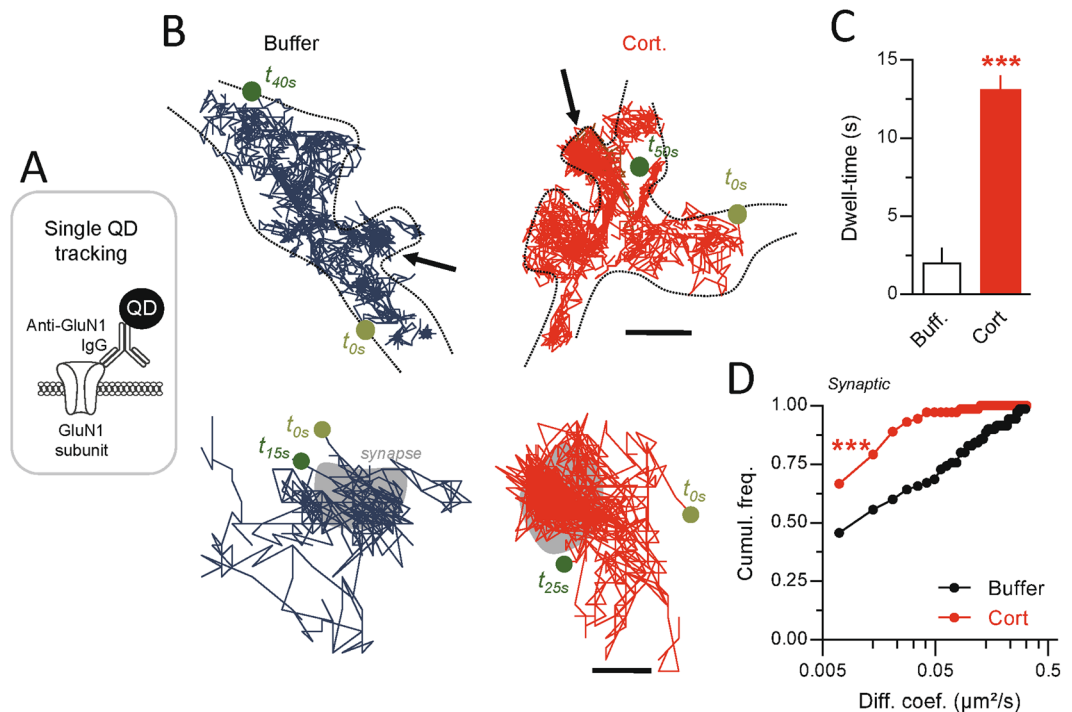 A
Single QD
tracking
QD
Anti-GluN1
IgG
GluN1
subunit
B
Buffer
Cort.
t40s
t0s
t50s
t0s
t0s
t15s
synapse
t0s
t25s
C
***
Dwell-time (s)
15
10
5
0
Buff.
Cort
D
Synaptic
***
Cumul. freq.
1.00
0.75
0.50
0.25
0.00
Buffer
Cort
0.005
0.05
0.5
Diff. coef. (µm²/s)